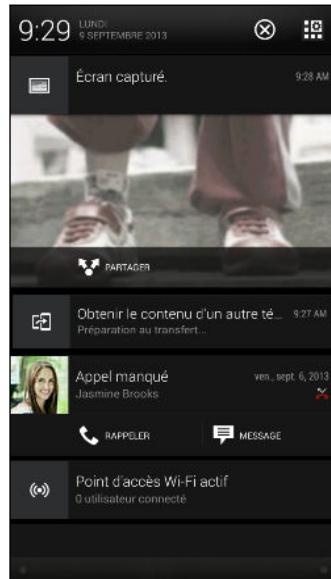 9:29
LUNDI
9 SEPTEMBRE 2013
Écran capturé.
9:28 AM
PARTAGER
Obtenir le contenu d'un autre té...
9:27 AM
Préparation au transfert...
Appel manqué
ven., sept. 6, 2013
Jasmine Brooks
RAPPELER
MESSAGE
Point d'accès Wi-Fi actif
0 utilisateur connecté